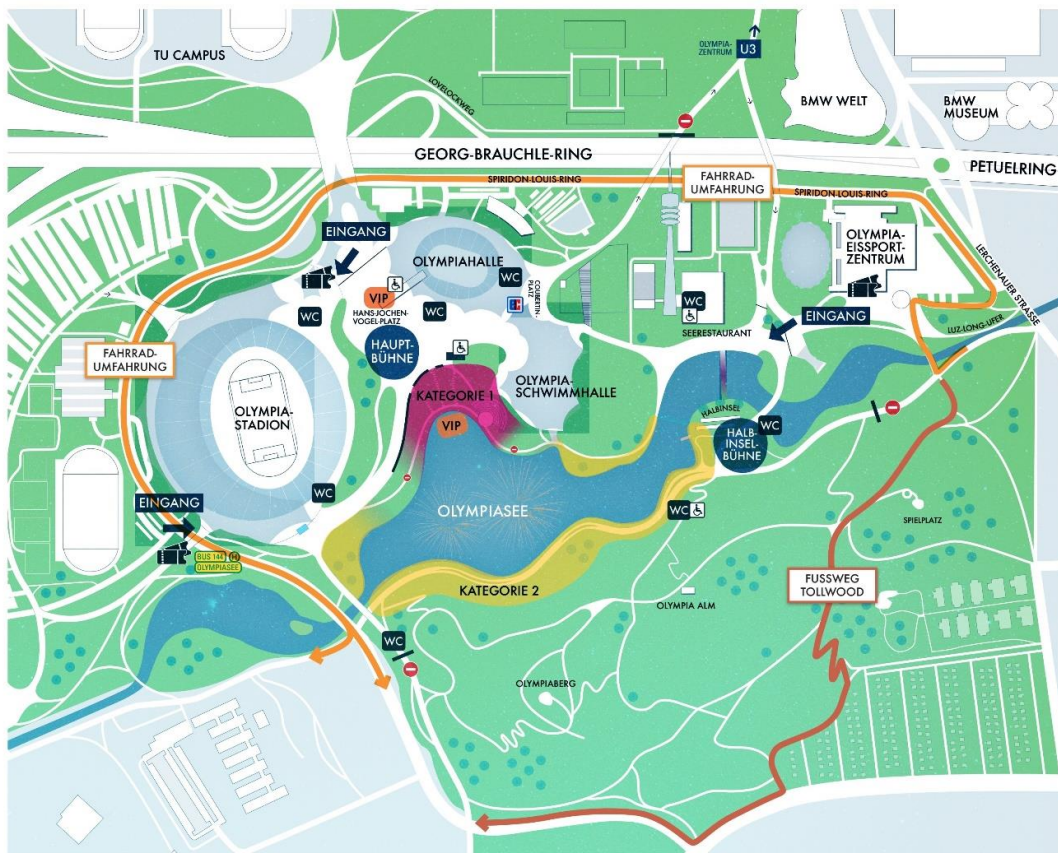 TU CAMPUS
LOVELOCKWEG
OLYMPIA-
ZENTRUM
U3
BMW WELT
BMW
MUSEUM
GEORG-BRAUCHLE-RING
PETUELRING
SPIRIDON-LOUIS-RING
FAHRRAD-
UMFAHRUNG
SPIRIDON-LOUIS-RING
EINGANG
OLYMPIAHALLE
OLYMPIA-
EISSPORT-
ZENTRUM
LERCHENAUER STRASSE
WC
VIP
HANS-JOCHEN-
VOGEL-PLATZ
WC
WC
COUBERTIN-
PLATZ
WC
SEERESTAURANT
EINGANG
LUZ-LONG-UFER
HAUPT-
BÜHNE
FAHRRAD-
UMFAHRUNG
KATEGORIE 1
OLYMPIA-
SCHWIMMHALLE
OLYMPIA-
STADION
VIP
HALBINSEL
WC
HALB-
INSEL-
BÜHNE
WC
EINGANG
OLYMPIASEE
WC
SPIELPLATZ
BUS 144 H
OLYMPIASEE
KATEGORIE 2
OLYMPIA ALM
FUSSWEG
TOLLWOOD
WC
OLYMPIABERG